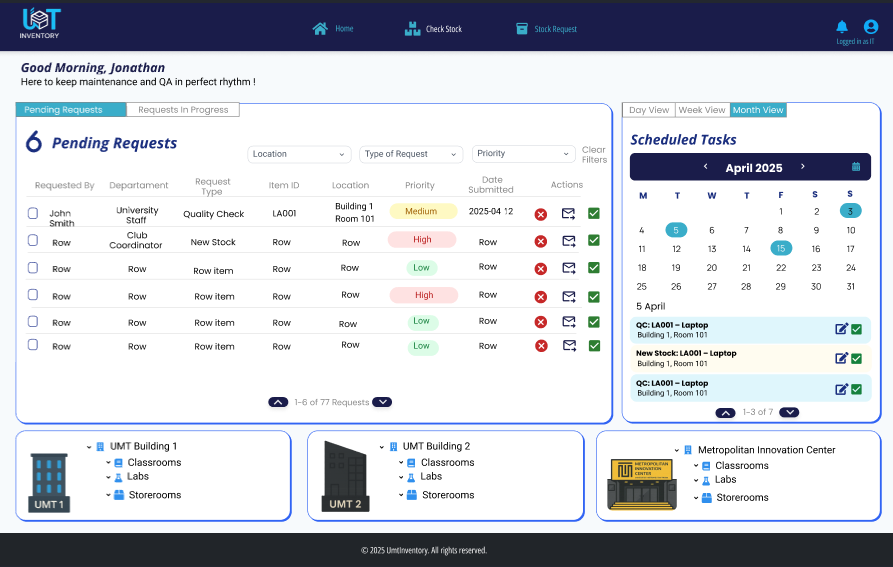 UIT
INVENTORY
Home
Check Stock
Stock Request
Logged in as IT
Good Morning, Jonathan
Here to keep maintenance and QA in perfect rhythm !
Pending Requests
Requests In Progress
6 Pending Requests
Location
Type of Request
Priority
Clear
Filters
Requested By
Departament
Request
Type
Item ID
Location
Priority
Date
Submitted
Actions
John
Smith
University
Staff
Quality Check
LA001
Building 1
Room 101
Medium
2025-04 12
Row
Club
Coordinator
New Stock
Row
Row
High
Row
Row
Row
Row item
Row
Row
Low
Row
Row
Row
Row item
Row
Row
High
Row
Row
Row
Row item
Row
Row
Low
Row
Row
Row
Row item
Row
Row
Low
Row
1-6 of 77 Requests
Day View
Week View
Month View
Scheduled Tasks
April 2025
M T W T F S S
1 2 3
4 5 6 7 8 9 10
11 12 13 14 15 16 17
18 19 20 21 22 23 24
25 26 27 28 29 30 31
5 April
QC: LA001 – Laptop
Building 1, Room 101
New Stock: LA001 – Laptop
Building 1, Room 101
QC: LA001 – Laptop
Building 1, Room 101
1-3 of 7
UMT 1
UMT Building 1
Classrooms
Labs
Storerooms
UMT 2
UMT Building 2
Classrooms
Labs
Storerooms
METROPOLITAN
INNOVATION
CENTER
Metropolitan Innovation Center
Classrooms
Labs
Storerooms
© 2025 UmtInventory. All rights reserved.